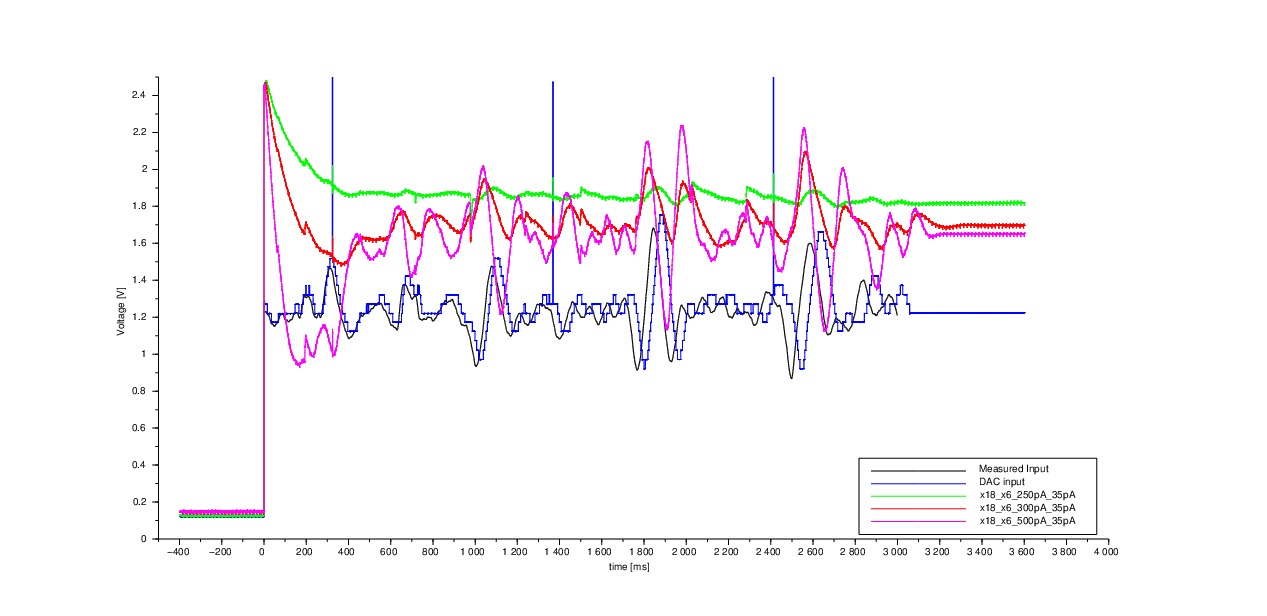 2.4
2.2
2
1.8
1.6
1.4
1.2
1
0.8
0.6
0.4
0.2
0
Voltage [V]
−400 −200 0 200 400 600 800 1 000 1 200 1 400 1 600 1 800 2 000 2 200 2 400 2 600 2 800 3 000 3 200 3 400 3 600 3 800 4 000
time [ms]
Measured Input
DAC input
x18_x6_250pA_35pA
x18_x6_300pA_35pA
x18_x6_500pA_35pA